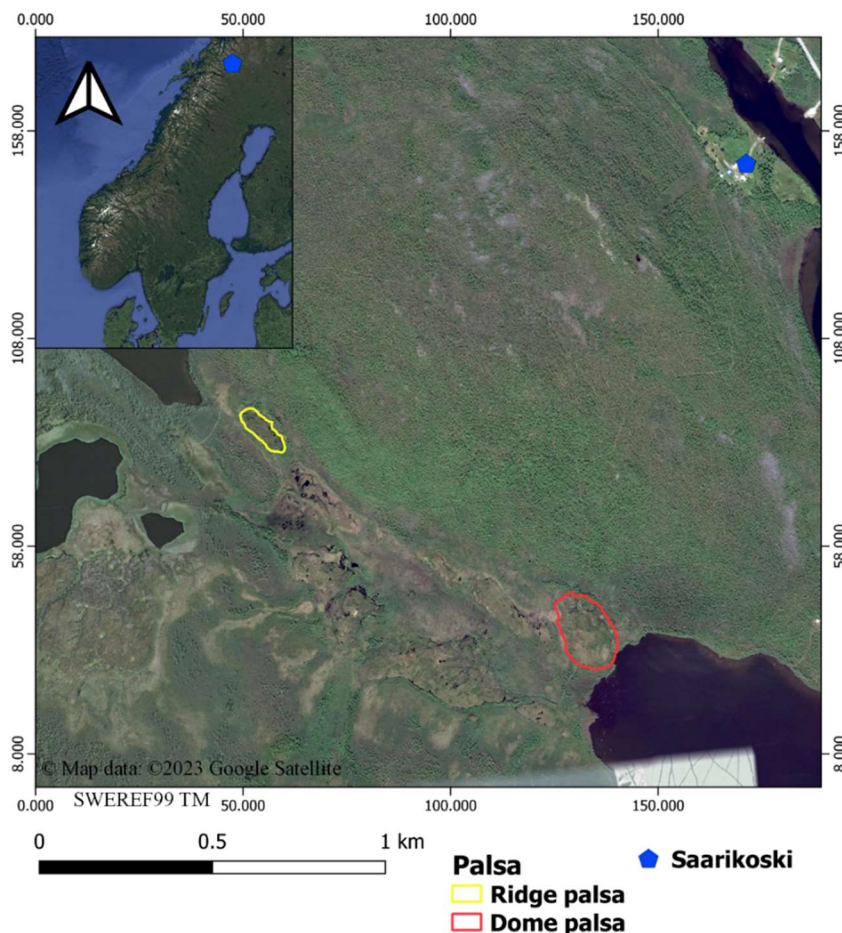 0.000 50.000 100.000 150.000
158.000 158.000
108.000 108.000
58.000 58.000
8.000 8.000
© Map data: ©2023 Google Satellite
0.000 50.000 100.000 150.000
SWEREF99 TM
0 0.5 1 km
Palsa
Saarikoski
Ridge palsa
Dome palsa